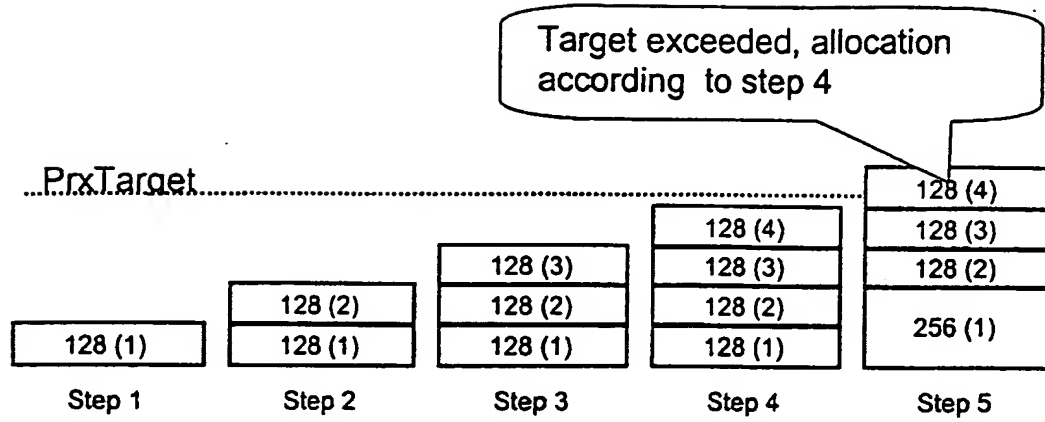 Target exceeded, allocation
according to step 4
PrxTarget
128 (4)
128 (4) 128 (3)
128 (3) 128 (3) 128 (2)
128 (2) 128 (2) 128 (2) 256 (1)
128 (1) 128 (1) 128 (1) 128 (1)
Step 1 Step 2 Step 3 Step 4 Step 5